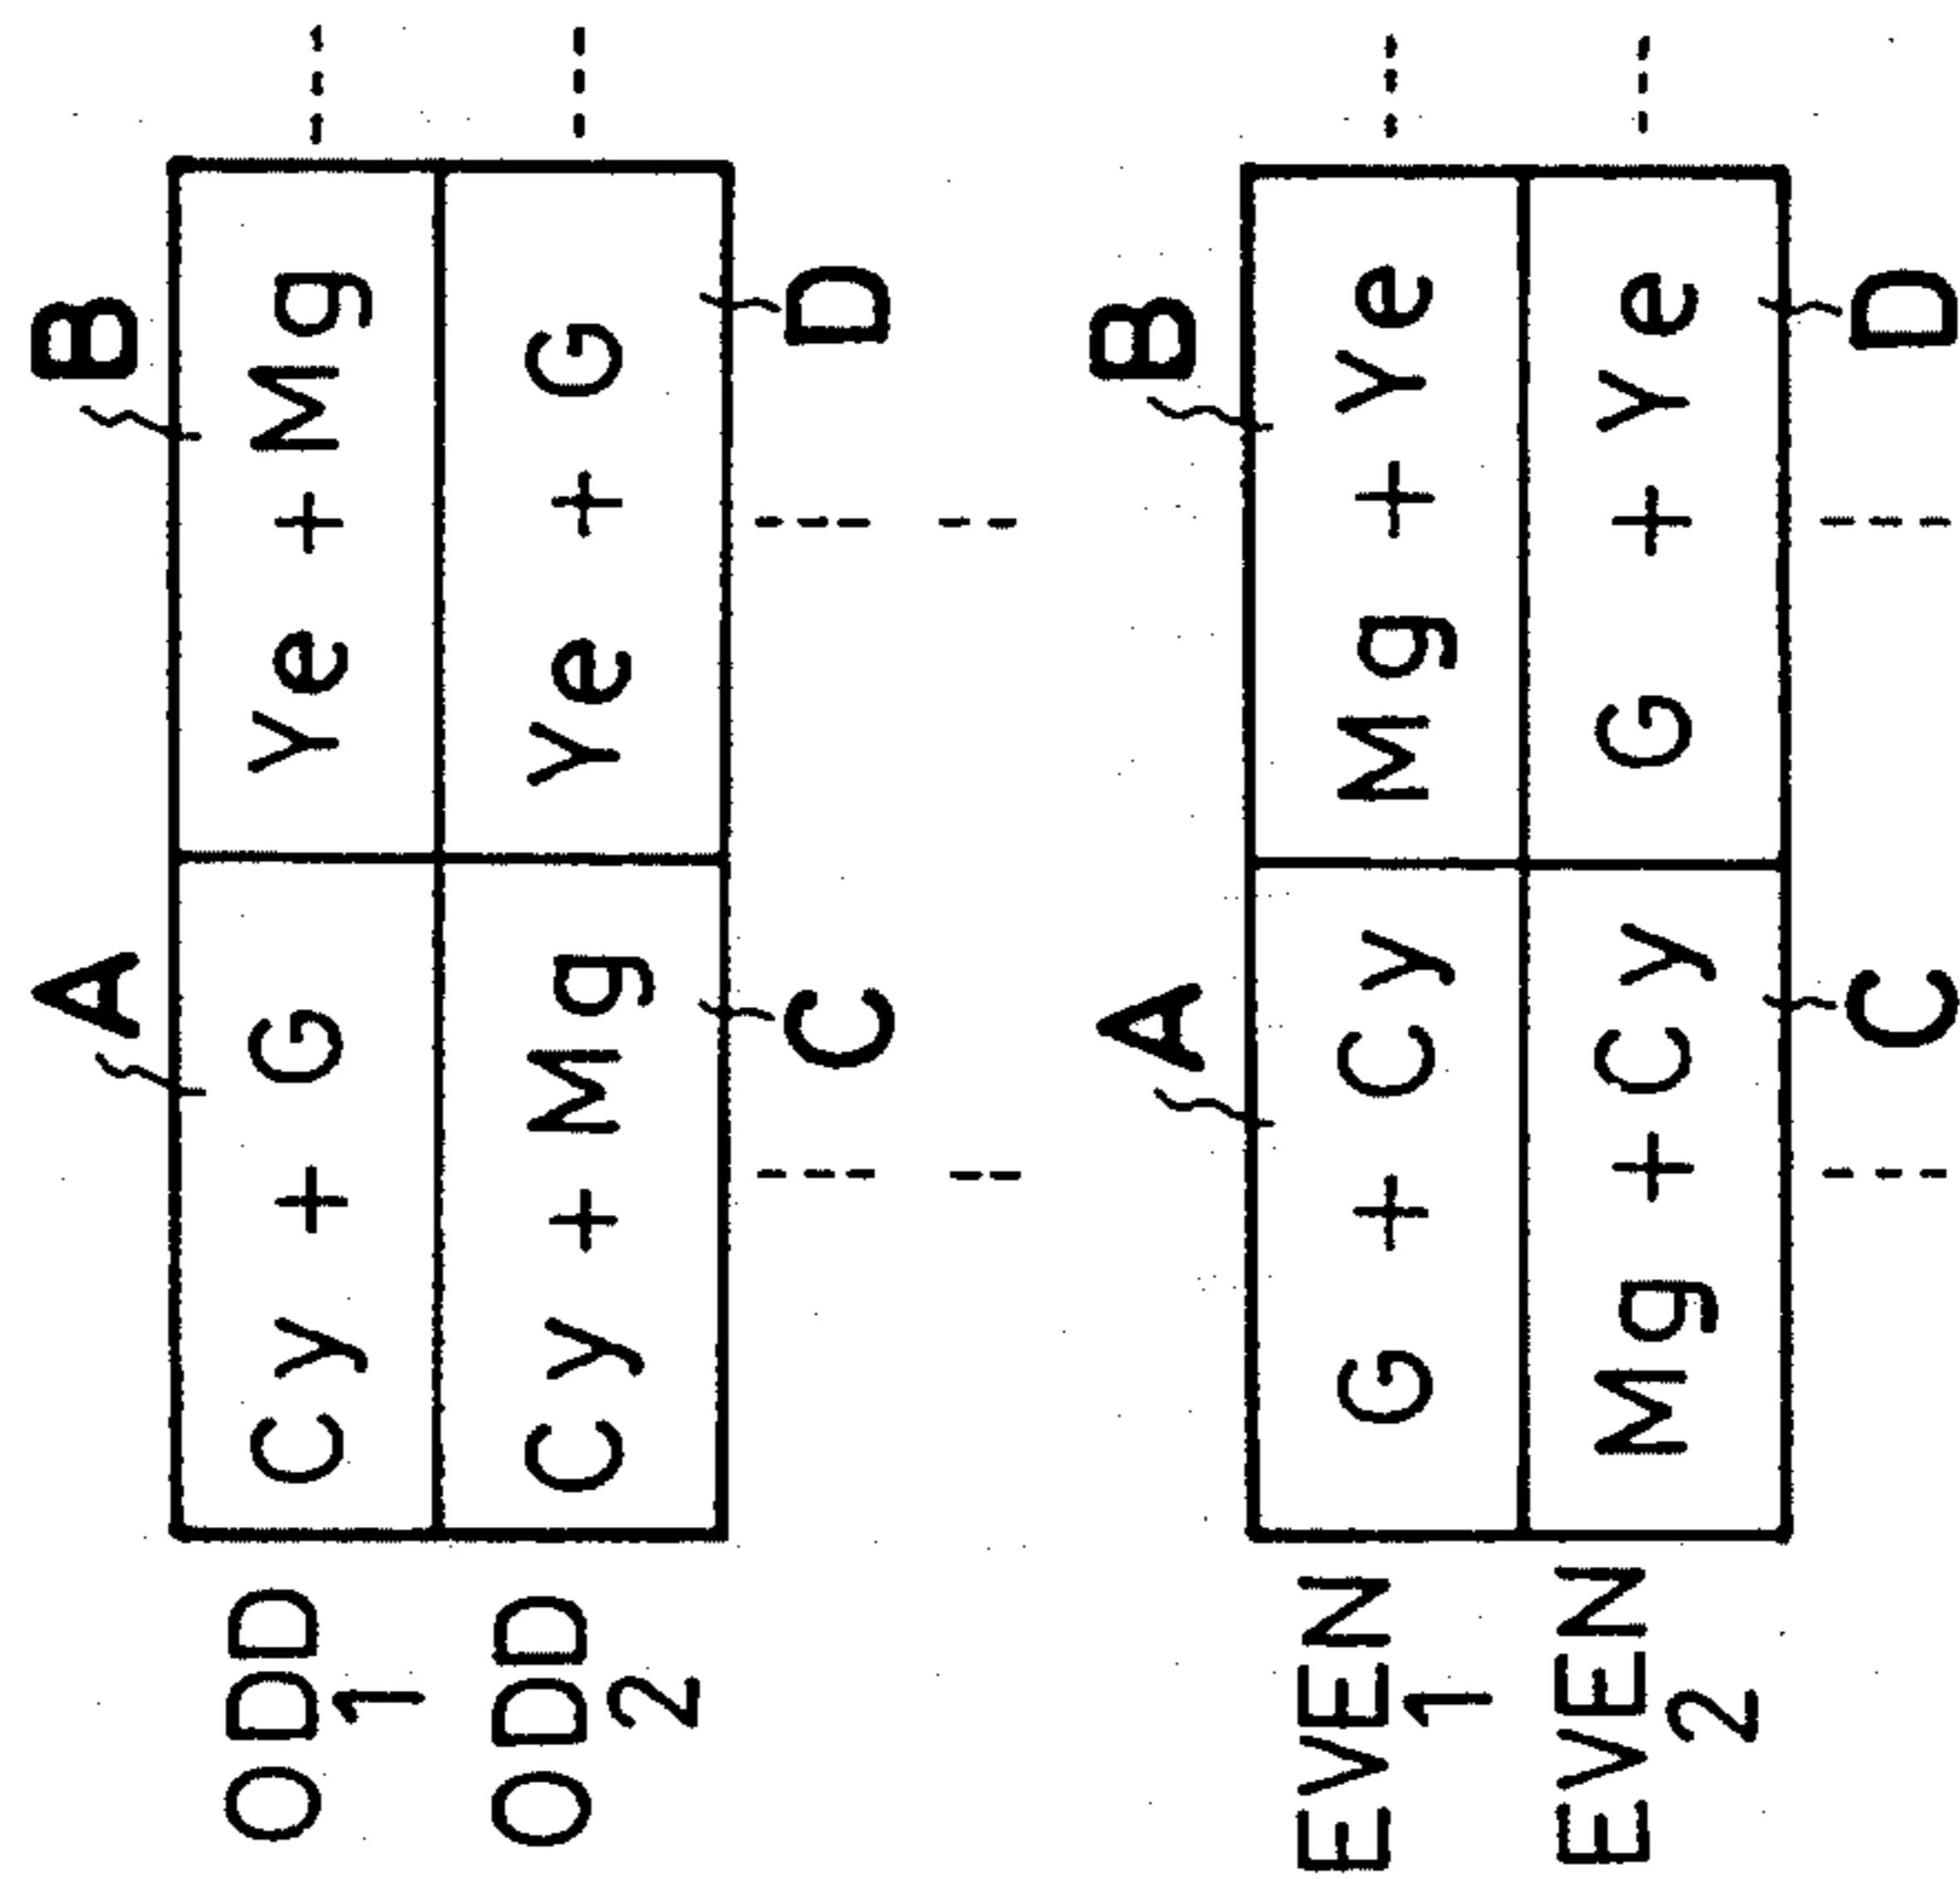 A B
ODD 1 Cy + G Ye + Mg
ODD 2 Cy + Mg Ye + G
C D
A B
EVEN 1 G + Cy Mg + Ye
EVEN 2 Mg + Cy G + Ye
C D